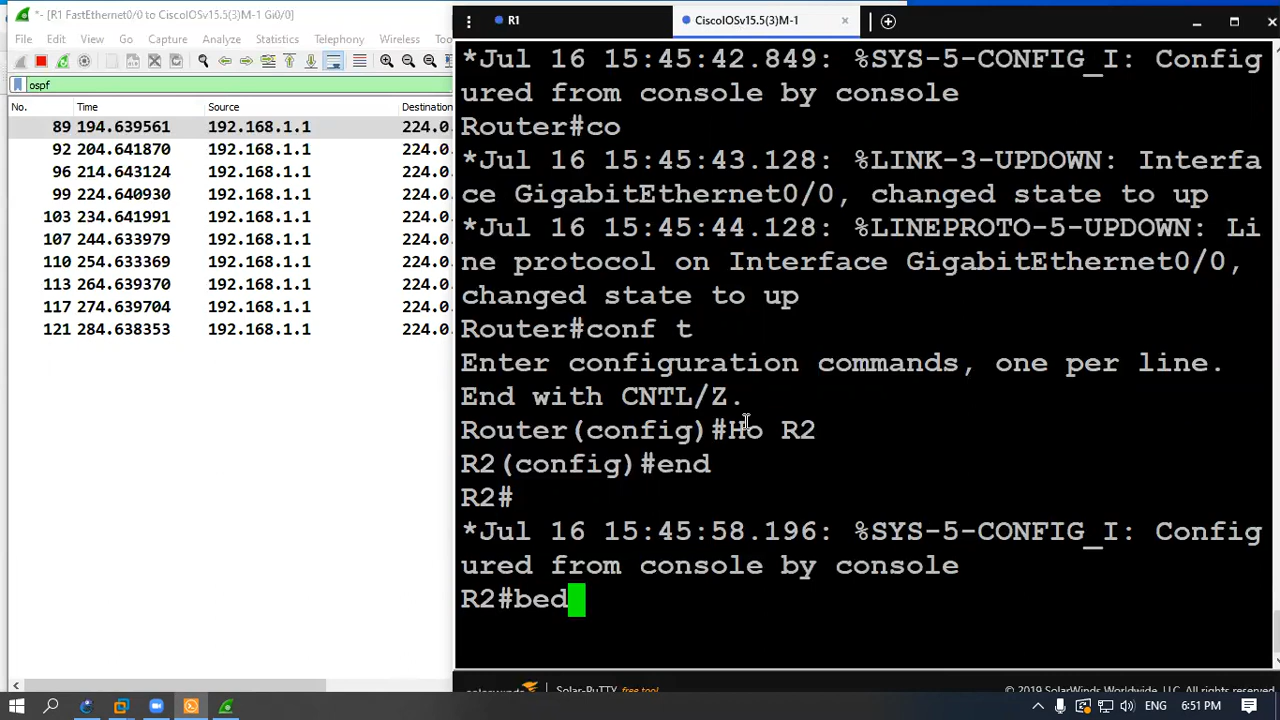 *- [R1 FastEthernet0/0 to CiscoIOSv15.5(3)M-1 Gi0/0]
File Edit View Go Capture Analyze Statistics Telephony Wireless
ospf
No. Time Source Destination
89 194.639561 192.168.1.1 224.0.
92 204.641870 192.168.1.1 224.0.
96 214.643124 192.168.1.1 224.0.
99 224.640930 192.168.1.1 224.0.
103 234.641991 192.168.1.1 224.0.
107 244.633979 192.168.1.1 224.0.
110 254.633369 192.168.1.1 224.0.
113 264.639370 192.168.1.1 224.0.
117 274.639704 192.168.1.1 224.0.
121 284.638353 192.168.1.1 224.0.
R1 CiscoIOSv15.5(3)M-1
*Jul 16 15:45:42.849: %SYS-5-CONFIG_I: Config
ured from console by console
Router#co
*Jul 16 15:45:43.128: %LINK-3-UPDOWN: Interfa
ce GigabitEthernet0/0, changed state to up
*Jul 16 15:45:44.128: %LINEPROTO-5-UPDOWN: Li
ne protocol on Interface GigabitEthernet0/0,
changed state to up
Router#conf t
Enter configuration commands, one per line.
End with CNTL/Z.
Router(config)#Ho R2
R2(config)#end
R2#
*Jul 16 15:45:58.196: %SYS-5-CONFIG_I: Config
ured from console by console
R2#bed
Solar-PuTTY free tool
© 2019 SolarWinds Worldwide, LLC. All
ENG 6:51 PM